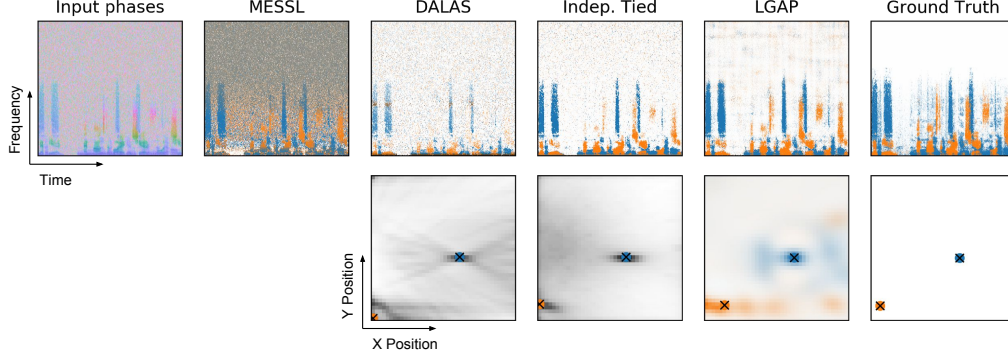 Input phases
MESSL
DALAS
Indep. Tied
LGAP
Ground Truth
Frequency
Time
Y Position
X Position